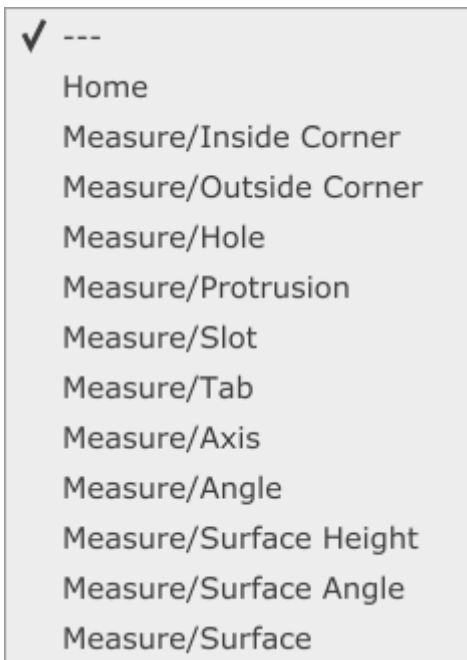 ---
Home
Measure/Inside Corner
Measure/Outside Corner
Measure/Hole
Measure/Protrusion
Measure/Slot
Measure/Tab
Measure/Axis
Measure/Angle
Measure/Surface Height
Measure/Surface Angle
Measure/Surface